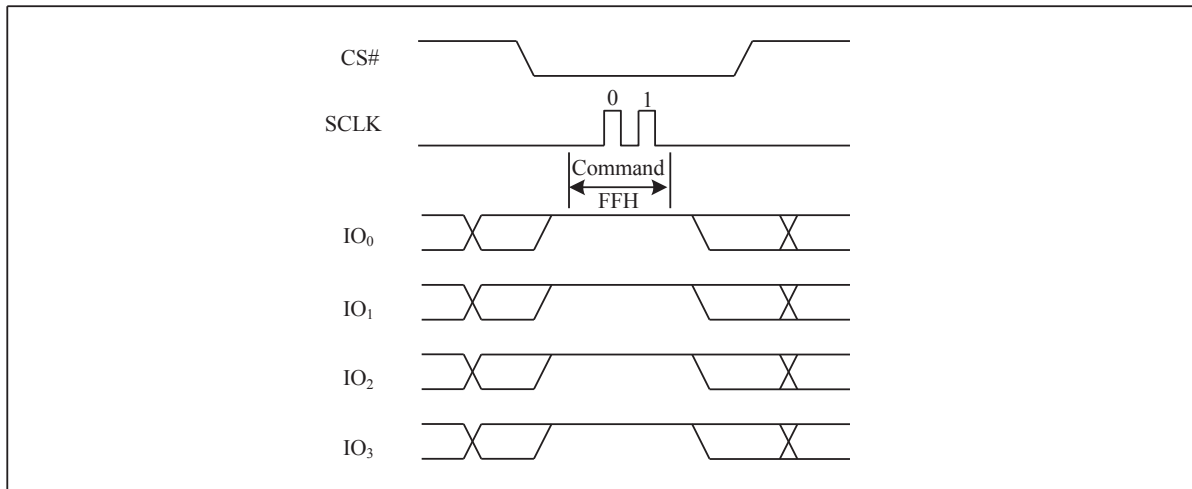 CS#
0 1
SCLK
Command
FFH
IO₀
IO₁
IO₂
IO₃